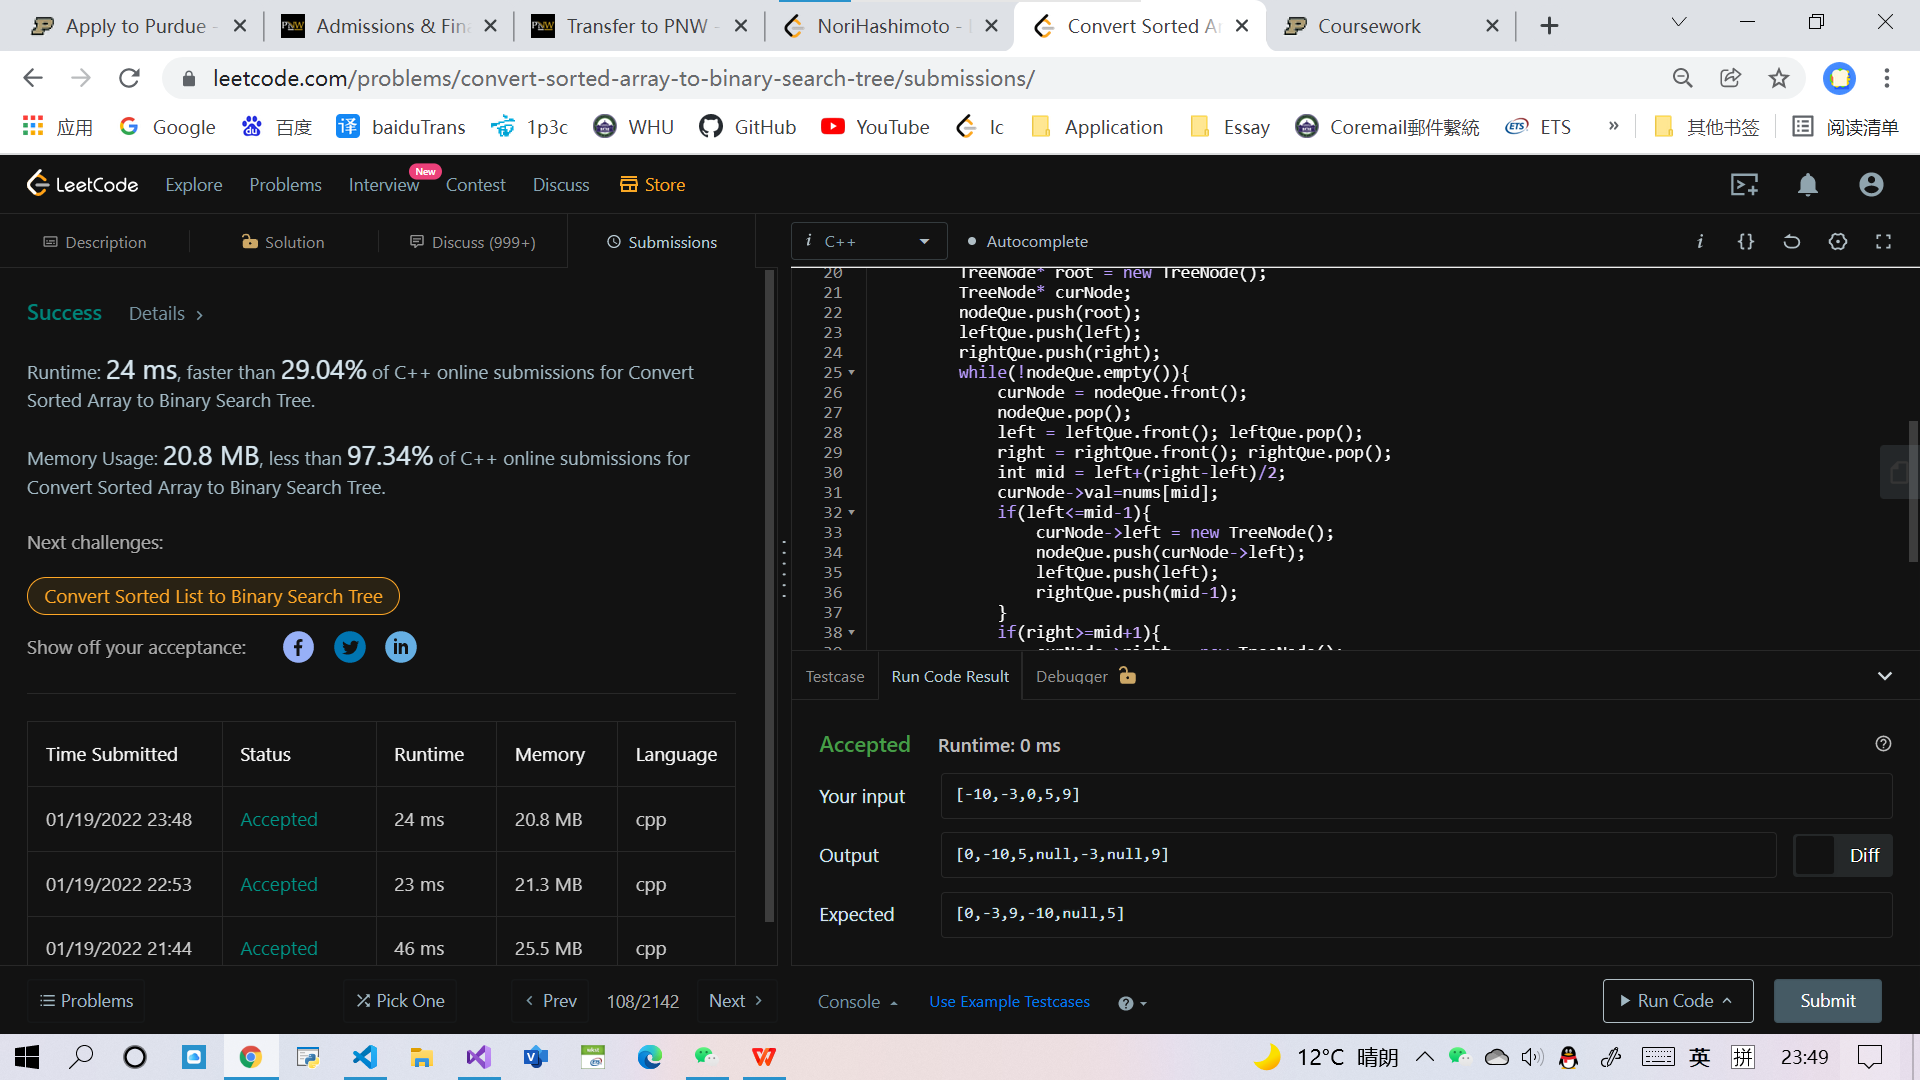 Apply to Purdue -
Admissions & Fina
Transfer to PNW -
NoriHashimoto - L
Convert Sorted Ar
Coursework
leetcode.com/problems/convert-sorted-array-to-binary-search-tree/submissions/
应用
Google
百度
译 baiduTrans
1p3c
WHU
GitHub
YouTube
lc
Application
Essay
Coremail郵件繫統
ETS ETS
»
其他书签
阅读清单
LeetCode
Explore
Problems
Interview
New
Contest
Discuss
Store
Description
Solution
Discuss (999+)
Submissions
i C++
Autocomplete
Success
Details
Runtime: 24 ms, faster than 29.04% of C++ online submissions for Convert
Sorted Array to Binary Search Tree.
Memory Usage: 20.8 MB, less than 97.34% of C++ online submissions for
Convert Sorted Array to Binary Search Tree.
Next challenges:
Convert Sorted List to Binary Search Tree
Show off your acceptance:
Time Submitted Status Runtime Memory Language
01/19/2022 23:48 Accepted 24 ms 20.8 MB cpp
01/19/2022 22:53 Accepted 23 ms 21.3 MB cpp
01/19/2022 21:44 Accepted 46 ms 25.5 MB cpp
20 TreeNode* root = new TreeNode();
21 TreeNode* curNode;
22 nodeQue.push(root);
23 leftQue.push(left);
24 rightQue.push(right);
25 while(!nodeQue.empty()){
26 curNode = nodeQue.front();
27 nodeQue.pop();
28 left = leftQue.front(); leftQue.pop();
29 right = rightQue.front(); rightQue.pop();
30 int mid = left+(right-left)/2;
31 curNode->val=nums[mid];
32 if(left<=mid-1){
33 curNode->left = new TreeNode();
34 nodeQue.push(curNode->left);
35 leftQue.push(left);
36 rightQue.push(mid-1);
37 }
38 if(right>=mid+1){
39 curNode->right = new TreeNode();
Testcase
Run Code Result
Debugger
Accepted Runtime: 0 ms
Your input [-10,-3,0,5,9]
Output [0,-10,5,null,-3,null,9]
Diff
Expected [0,-3,9,-10,null,5]
Problems
Pick One
Prev
108/2142
Next
Console
Use Example Testcases
Run Code
Submit
12°C 晴朗
英
拼
23:49